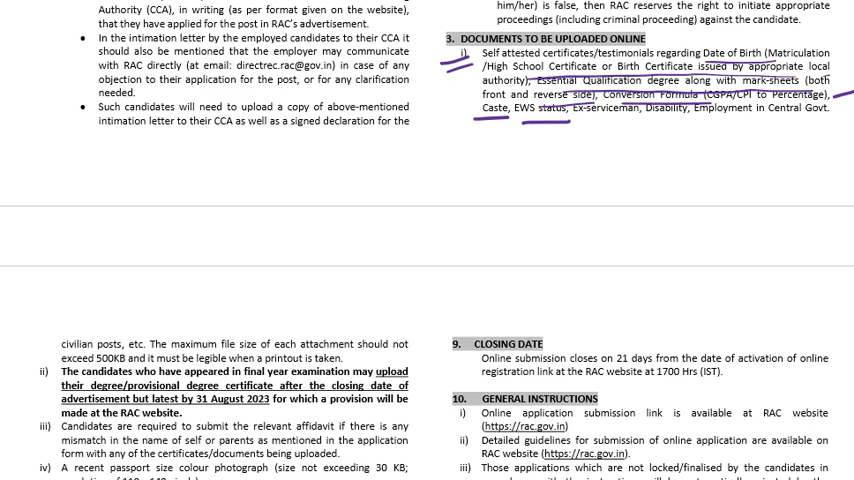 Authority (CCA), in writing (as per format given on the website),
that they have applied for the post in RAC's advertisement.
● In the intimation letter by the employed candidates to their CCA it
should also be mentioned that the employer may communicate
with RAC directly (at email: directrec.rac@gov.in) in case of any
objection to their application for the post, or for any clarification
needed.
● Such candidates will need to upload a copy of above-mentioned
intimation letter to their CCA as well as a signed declaration for the
him/her) is false, then RAC reserves the right to initiate appropriate
proceedings (including criminal proceeding) against the candidate.
3. DOCUMENTS TO BE UPLOADED ONLINE
i) Self attested certificates/testimonials regarding Date of Birth (Matriculation
/High School Certificate or Birth Certificate issued by appropriate local
authority), Essential Qualification degree along with mark-sheets (both
front and reverse side), Conversion Formula (CGPA/CPI to Percentage),
Caste, EWS status, Ex-serviceman, Disability, Employment in Central Govt.
civilian posts, etc. The maximum file size of each attachment should not
exceed 500KB and it must be legible when a printout is taken.
ii) The candidates who have appeared in final year examination may upload
their degree/provisional degree certificate after the closing date of
advertisement but latest by 31 August 2023 for which a provision will be
made at the RAC website.
iii) Candidates are required to submit the relevant affidavit if there is any
mismatch in the name of self or parents as mentioned in the application
form with any of the certificates/documents being uploaded.
iv) A recent passport size colour photograph (size not exceeding 30 KB;
9. CLOSING DATE
Online submission closes on 21 days from the date of activation of online
registration link at the RAC website at 1700 Hrs (IST).
10. GENERAL INSTRUCTIONS
i) Online application submission link is available at RAC website
(https://rac.gov.in)
ii) Detailed guidelines for submission of online application are available on
RAC website (https://rac.gov.in).
iii) Those applications which are not locked/finalised by the candidates in